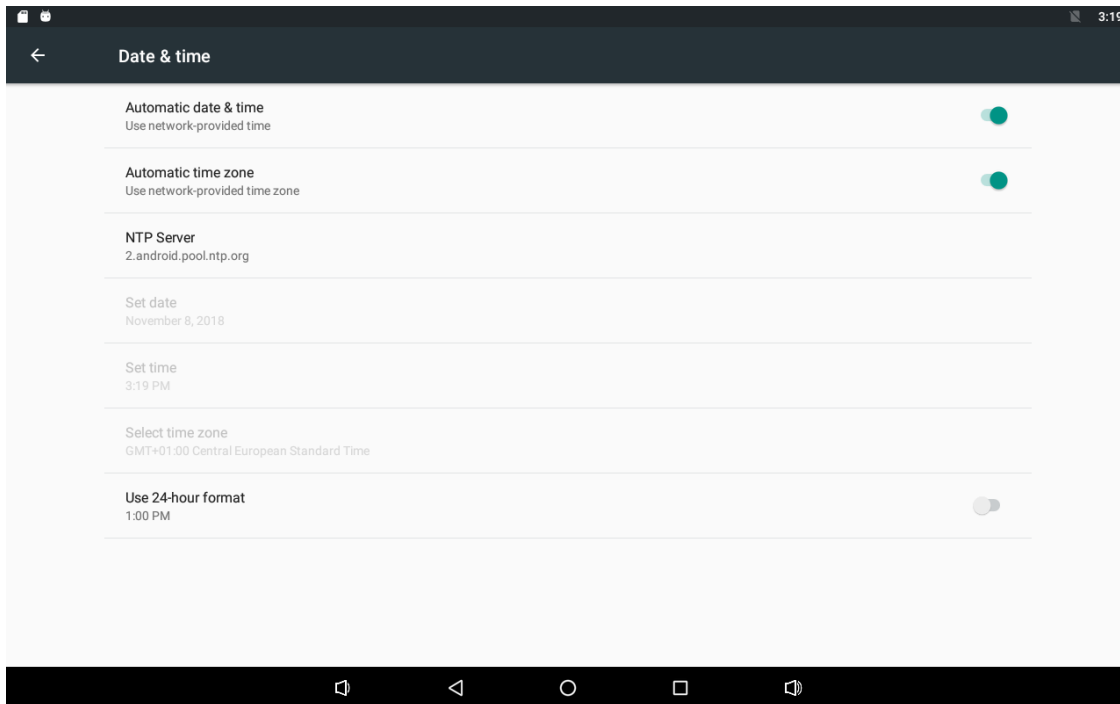 3:19
Date & time
Automatic date & time
Use network-provided time
Automatic time zone
Use network-provided time zone
NTP Server
2.android.pool.ntp.org
Set date
November 8, 2018
Set time
3:19 PM
Select time zone
GMT+01:00 Central European Standard Time
Use 24-hour format
1:00 PM